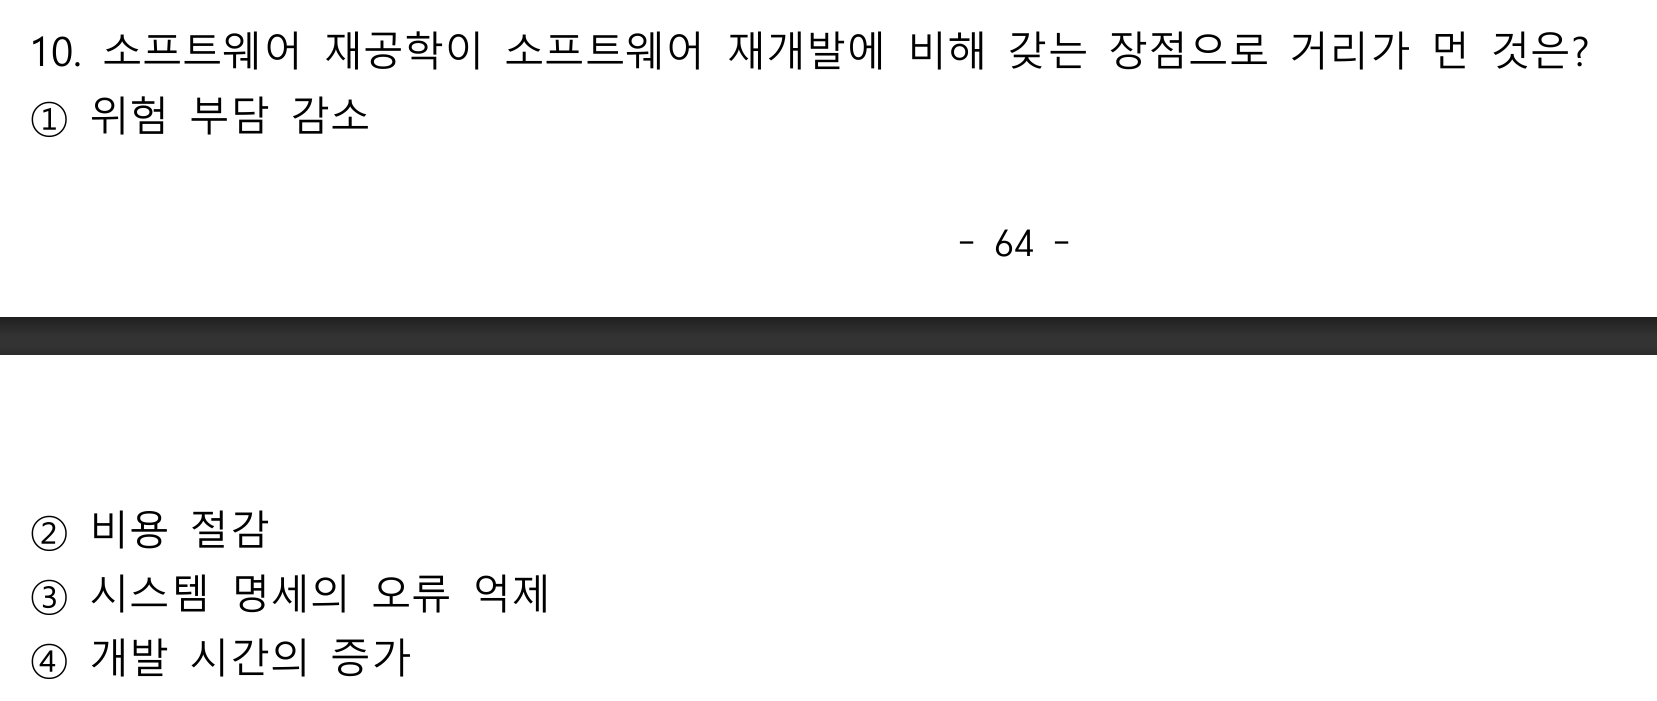 10. 소프트웨어 재공학이 소프트웨어 재개발에 비해 갖는 장점으로 거리가 먼 것은?
① 위험 부담 감소
- 64 -
② 비용 절감
③ 시스템 명세의 오류 억제
④ 개발 시간의 증가